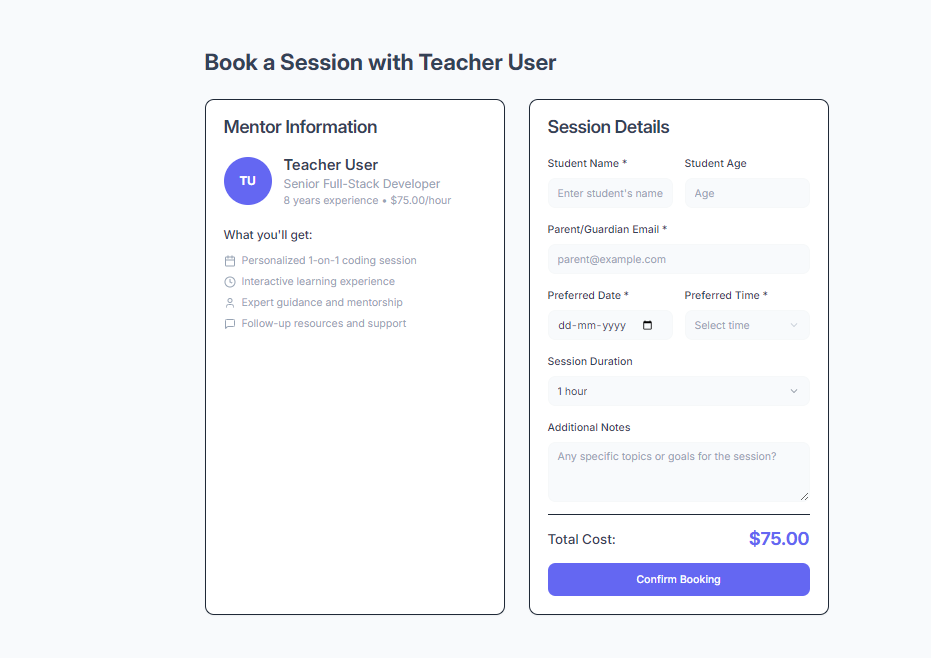 Book a Session with Teacher User
Mentor Information
TU
Teacher User
Senior Full-Stack Developer
8 years experience • $75.00/hour
What you'll get:
Personalized 1-on-1 coding session
Interactive learning experience
Expert guidance and mentorship
Follow-up resources and support
Session Details
Student Name * Student Age
Enter student's name Age
Parent/Guardian Email *
parent@example.com
Preferred Date * Preferred Time *
dd-mm-yyyy Select time
Session Duration
1 hour
Additional Notes
Any specific topics or goals for the session?
Total Cost: $75.00
Confirm Booking